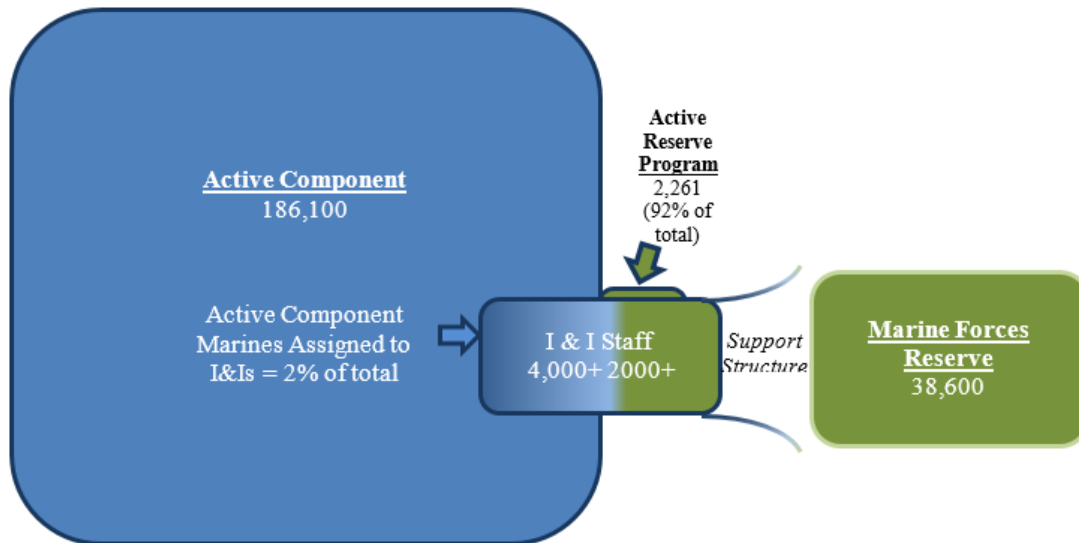 Active Component
186,100
Active Component
Marines Assigned to
I&Is = 2% of total
Active
Reserve
Program
2,261
(92% of
total)
I & I Staff
4,000+ 2000+
Support
Structure
Marine Forces
Reserve
38,600